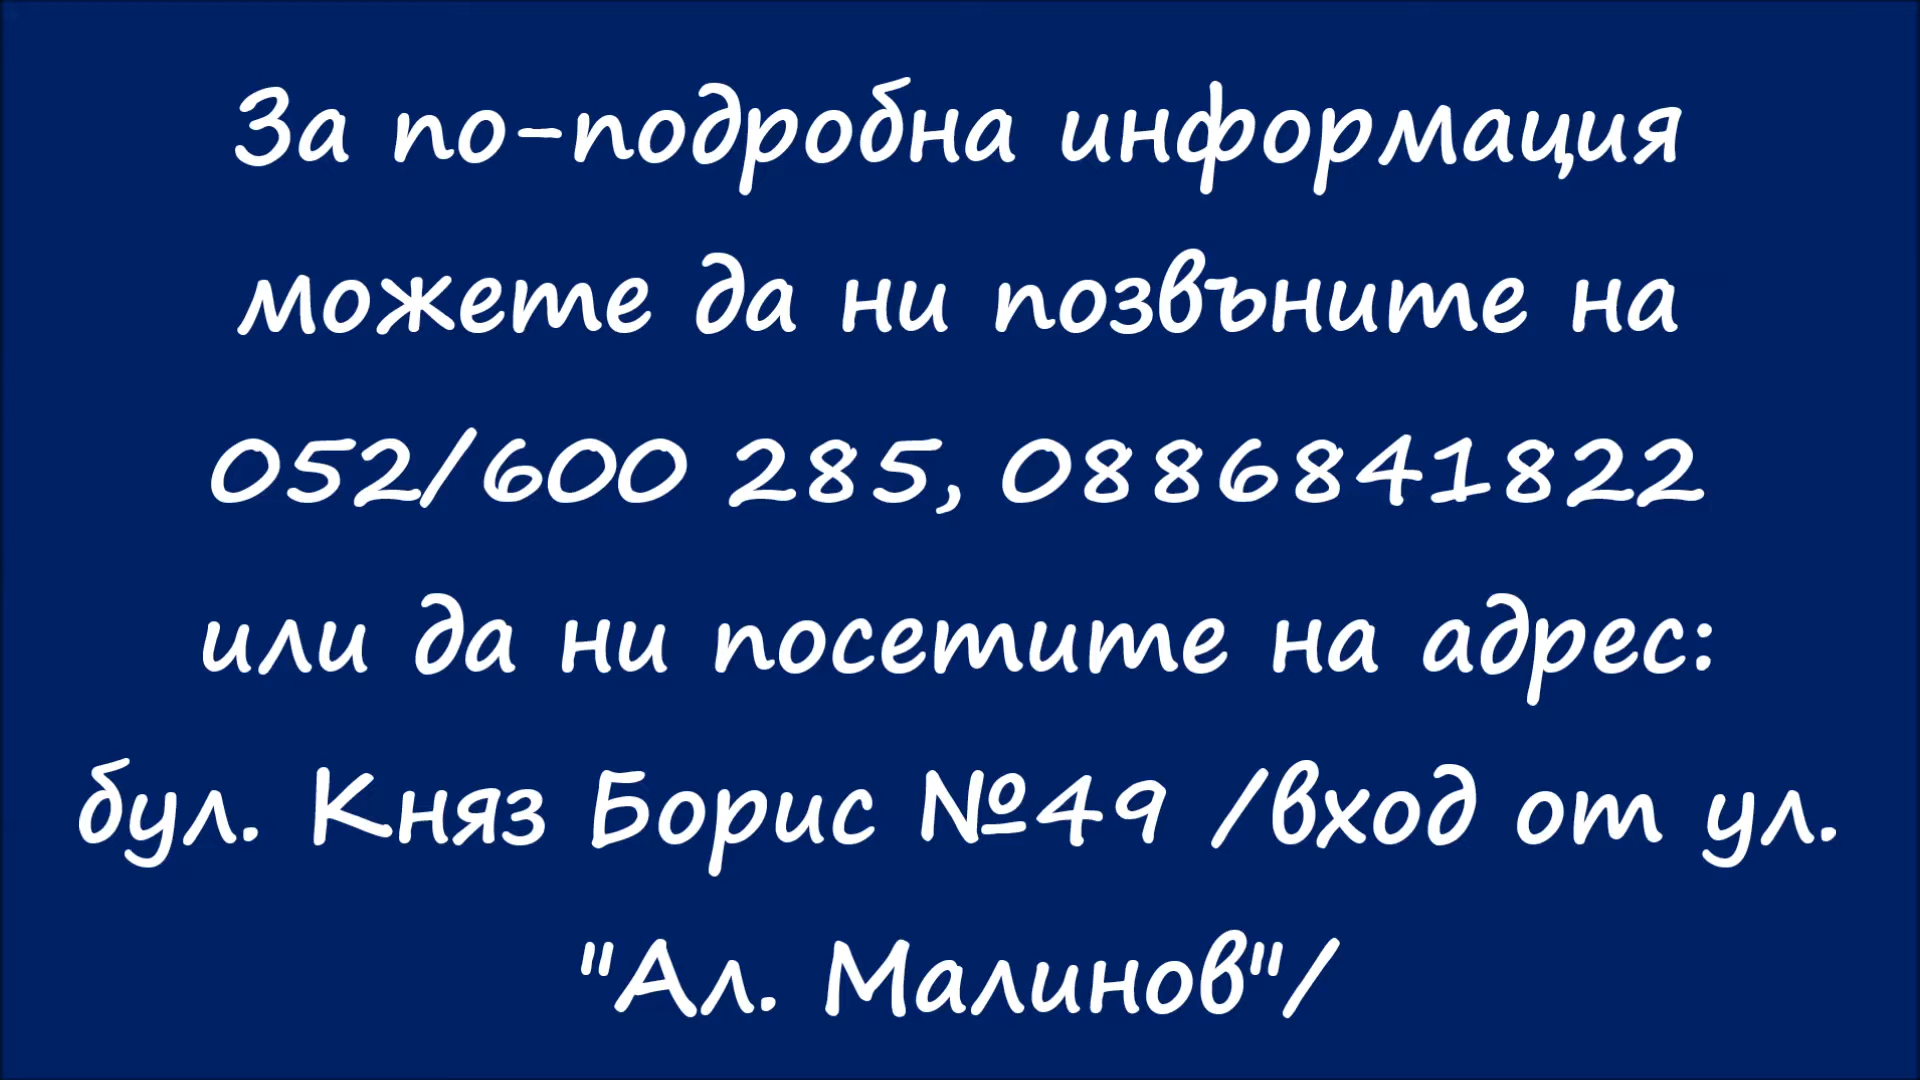 За по-подробна информация
можете да ни позвъните на
052/600 285, 0886841822
или да ни посетите на адрес:
бул. Княз Борис №49 /вход от ул.
"Ал. Малинов"/